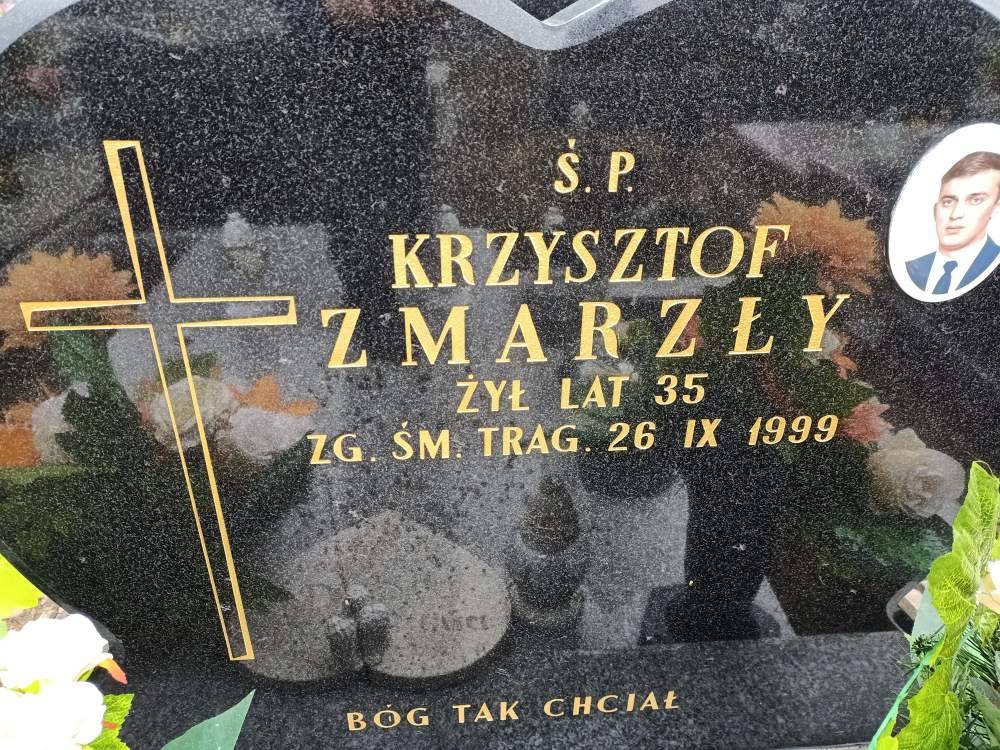 Ś. P.
KRZYSZTOF
ZMARZŁY
ŻYŁ LAT 35
ZG. ŚM. TRAG. 26 IX 1999
BÓG TAK CHCIAŁ